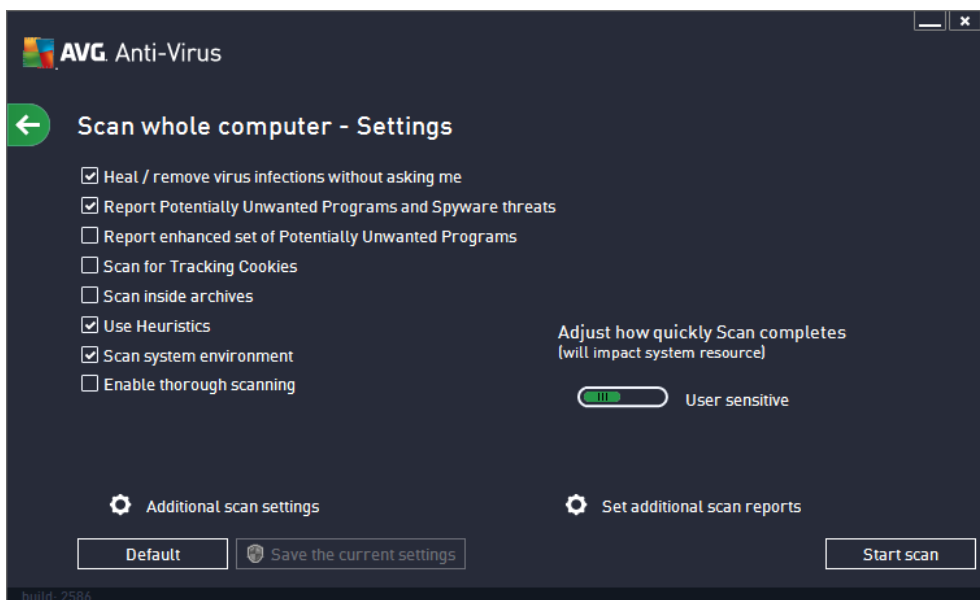 AVG. Anti-Virus
Scan whole computer - Settings
Heal / remove virus infections without asking me
Report Potentially Unwanted Programs and Spyware threats
Report enhanced set of Potentially Unwanted Programs
Scan for Tracking Cookies
Scan inside archives
Use Heuristics
Scan system environment
Enable thorough scanning
Adjust how quickly Scan completes
(will impact system resource)
User sensitive
Additional scan settings
Set additional scan reports
Default
Save the current settings
Start scan
build- 2586